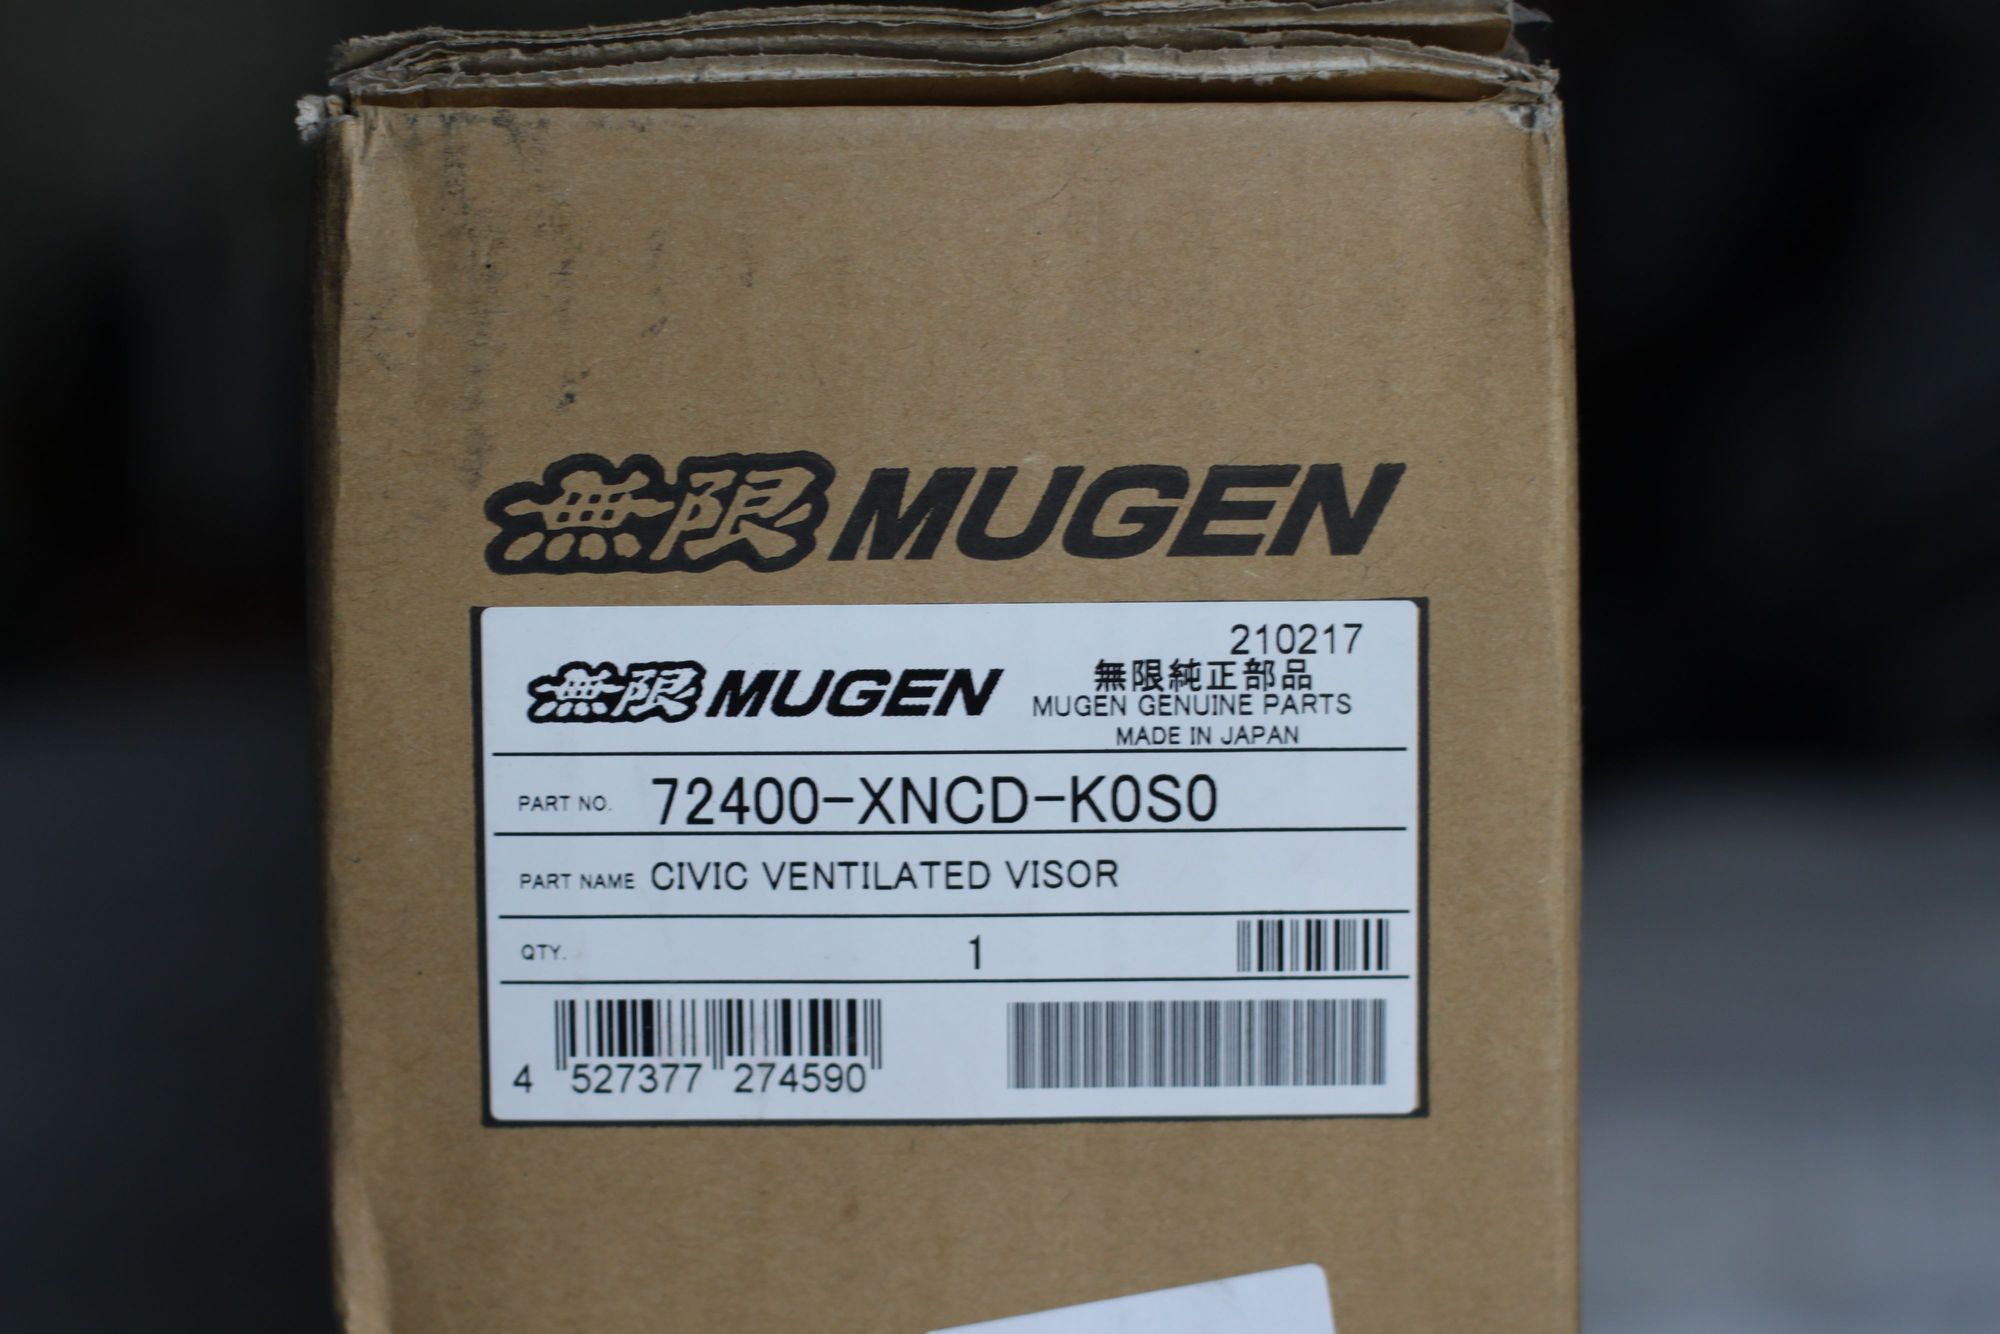 無限 MUGEN
210217
無限 MUGEN
無限純正部品
MUGEN GENUINE PARTS
MADE IN JAPAN
PART NO. 72400-XNCD-K0S0
PART NAME CIVIC VENTILATED VISOR
QTY. 1
4 527377 274590